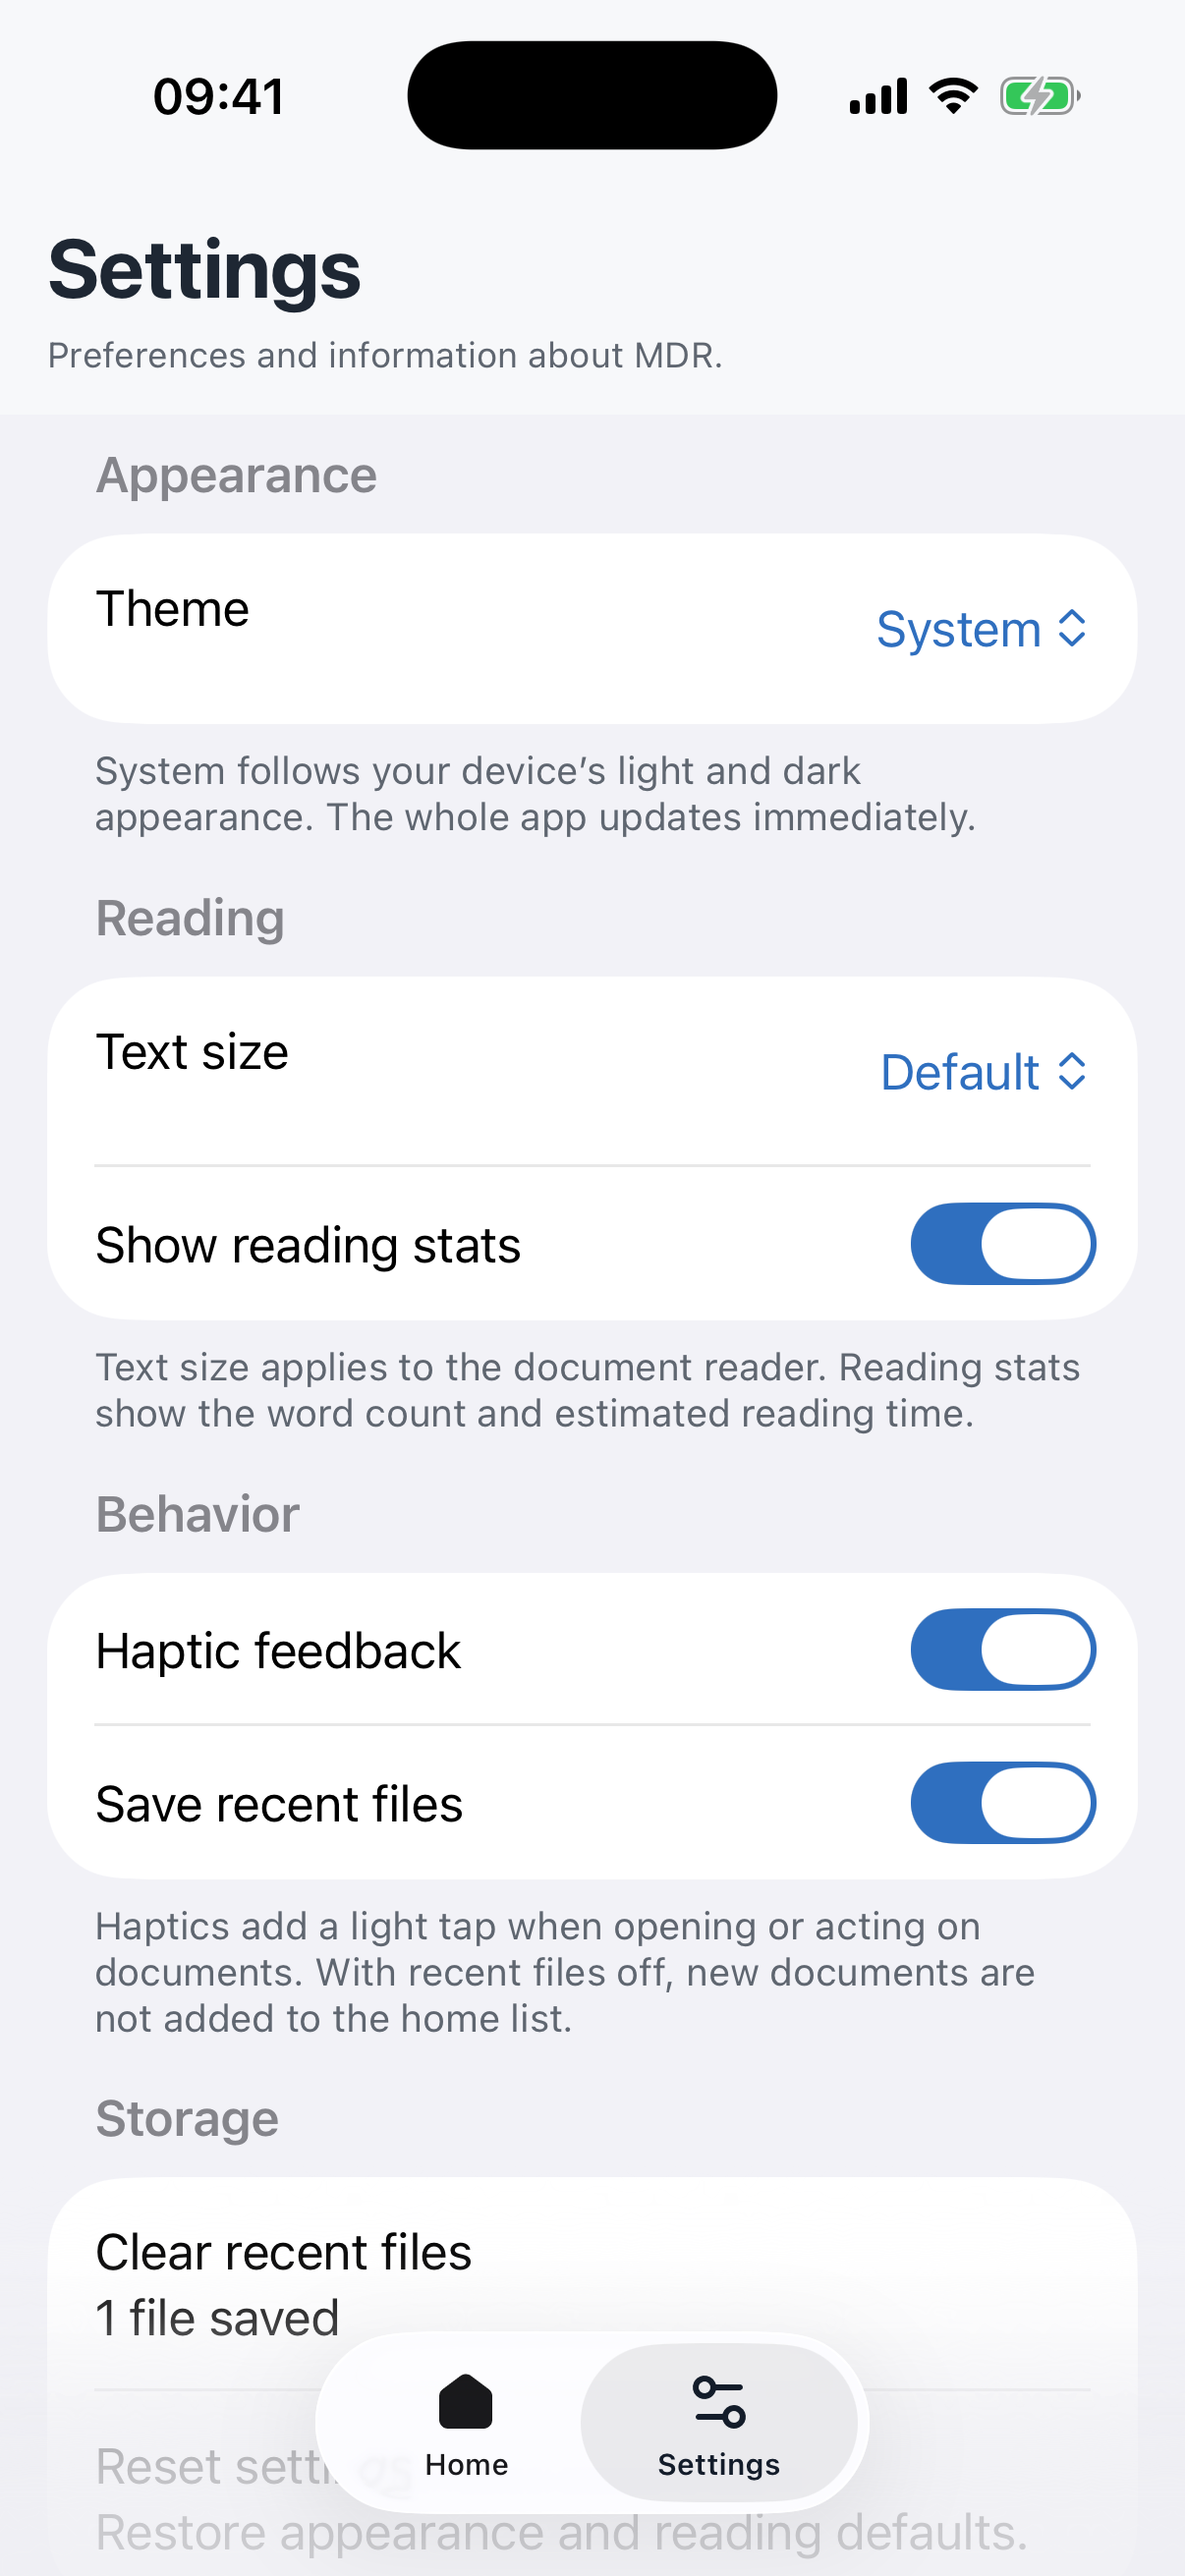 09:41
Settings
Preferences and information about MDR.
Appearance
Theme
System
System follows your device’s light and dark
appearance. The whole app updates immediately.
Reading
Text size
Default
Show reading stats
Text size applies to the document reader. Reading stats
show the word count and estimated reading time.
Behavior
Haptic feedback
Save recent files
Haptics add a light tap when opening or acting on
documents. With recent files off, new documents are
not added to the home list.
Storage
Clear recent files
1 file saved
Reset settings
Restore appearance and reading defaults.
Home
Settings